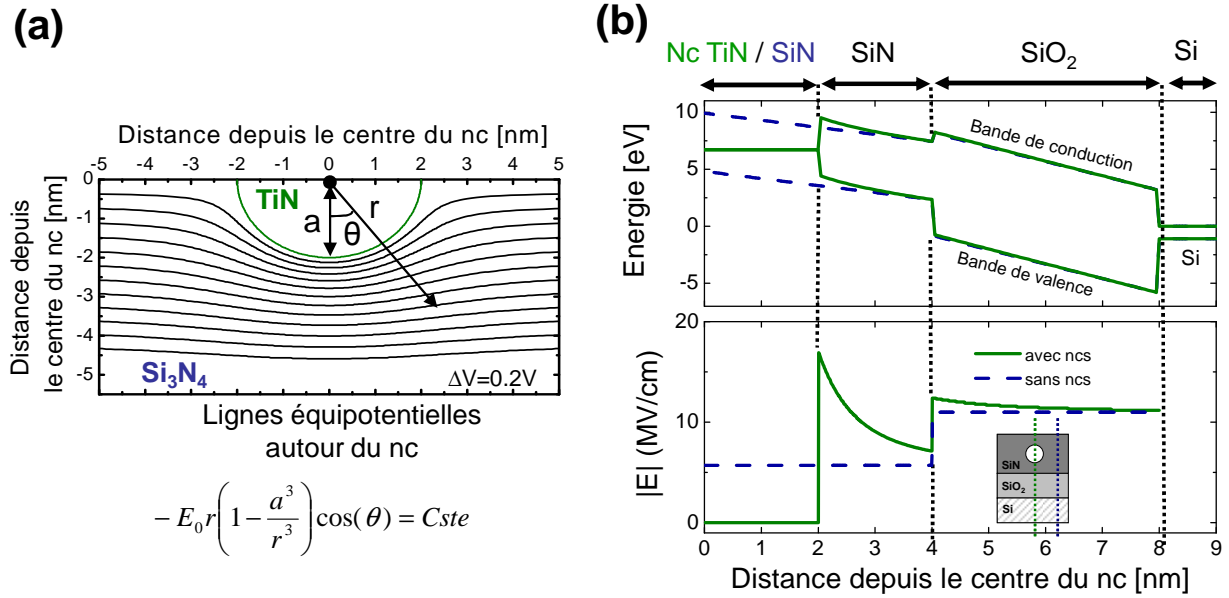 (a)
Distance depuis le centre du nc [nm]
-5 -4 -3 -2 -1 0 1 2 3 4 5
Distance depuis
le centre du nc [nm]
0
-1
-2
-3
-4
-5
TiN
a
θ
r
Si₃N₄
ΔV=0.2V
Lignes équipotentielles
autour du nc
− E₀r(1 − a³/r³)cos(θ) = Cste
(b)
Nc TiN / SiN
SiN
SiO₂
Si
Energie [eV]
10
5
0
-5
Bande de conduction
Bande de valence
Si
|E| (MV/cm)
20
10
0
avec ncs
sans ncs
SiN
SiO₂
Si
0 1 2 3 4 5 6 7 8 9
Distance depuis le centre du nc [nm]